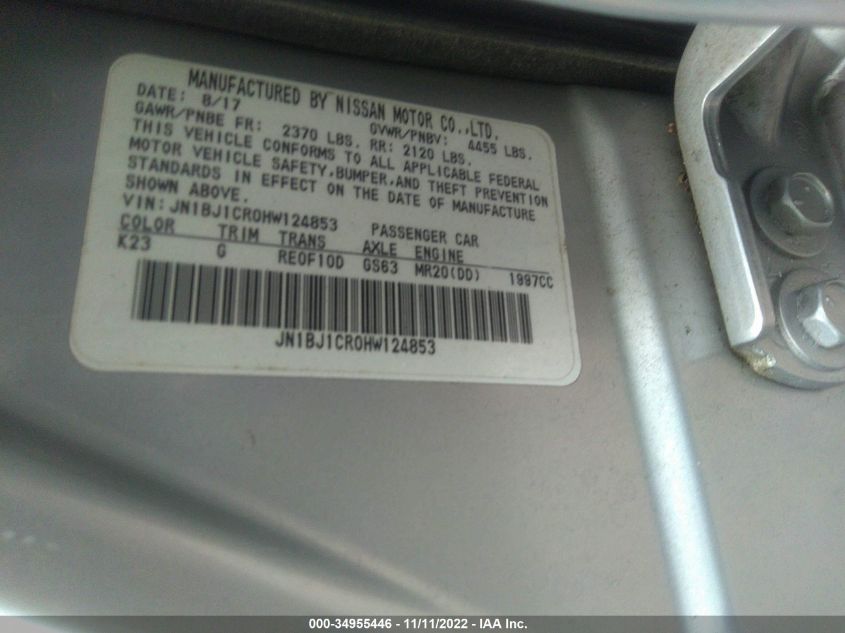 MANUFACTURED BY NISSAN MOTOR CO.,LTD.
DATE: 8/17 GVWR/PNBV: 4455 LBS.
GAWR/PNBE FR: 2370 LBS. RR: 2120 LBS.
THIS VEHICLE CONFORMS TO ALL APPLICABLE FEDERAL
MOTOR VEHICLE SAFETY,BUMPER,AND THEFT PREVENTION
STANDARDS IN EFFECT ON THE DATE OF MANUFACTURE
SHOWN ABOVE.
VIN: JN1BJ1CR0HW124853 PASSENGER CAR
COLOR TRIM TRANS AXLE ENGINE
K23 G RE0F10D GS63 MR20(DD) 1997CC
JN1BJ1CR0HW124853
000-34955446 - 11/11/2022 - IAA Inc.